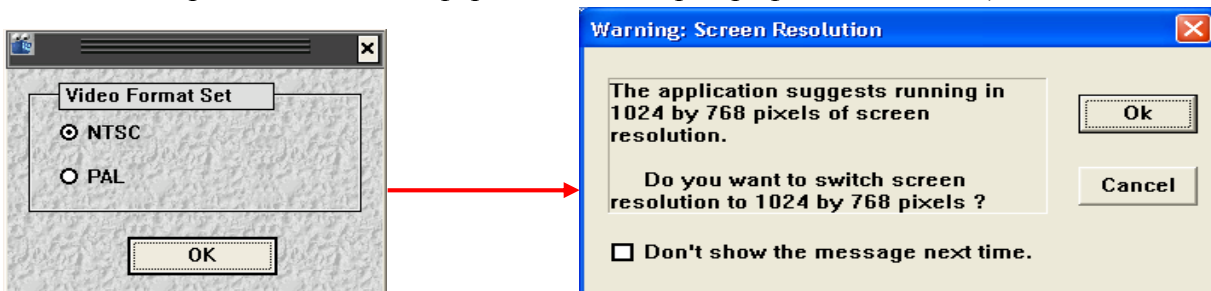 Video Format Set
NTSC
PAL
OK
Warning: Screen Resolution
The application suggests running in
1024 by 768 pixels of screen
resolution.
Do you want to switch screen
resolution to 1024 by 768 pixels ?
Ok
Cancel
Don't show the message next time.